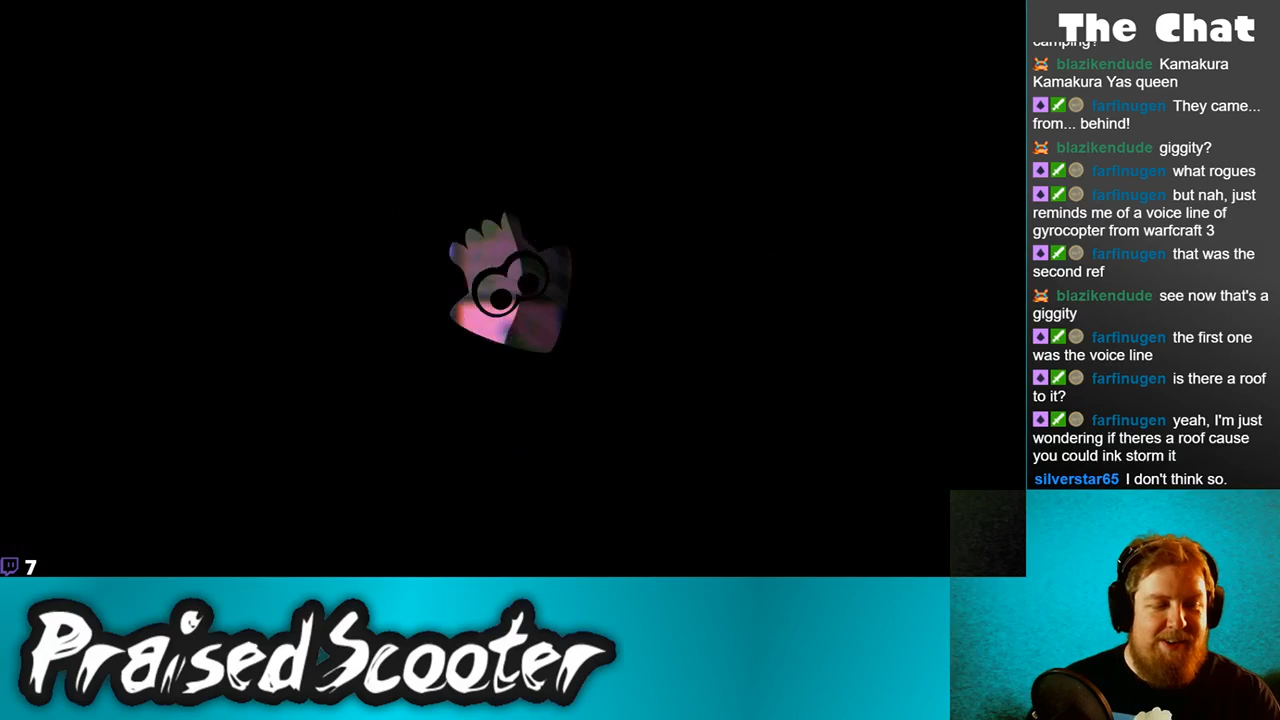 The Chat
camping?
blazikendude Kamakura
Kamakura Yas queen
farfinugen They came...
from... behind!
blazikendude giggity?
farfinugen what rogues
farfinugen but nah, just
reminds me of a voice line of
gyrocopter from warfcraft 3
farfinugen that was the
second ref
blazikendude see now that's a
giggity
farfinugen the first one
was the voice line
farfinugen is there a roof
to it?
farfinugen yeah, I'm just
wondering if theres a roof cause
you could ink storm it
silverstar65 I don't think so.
7
PraisedScooter